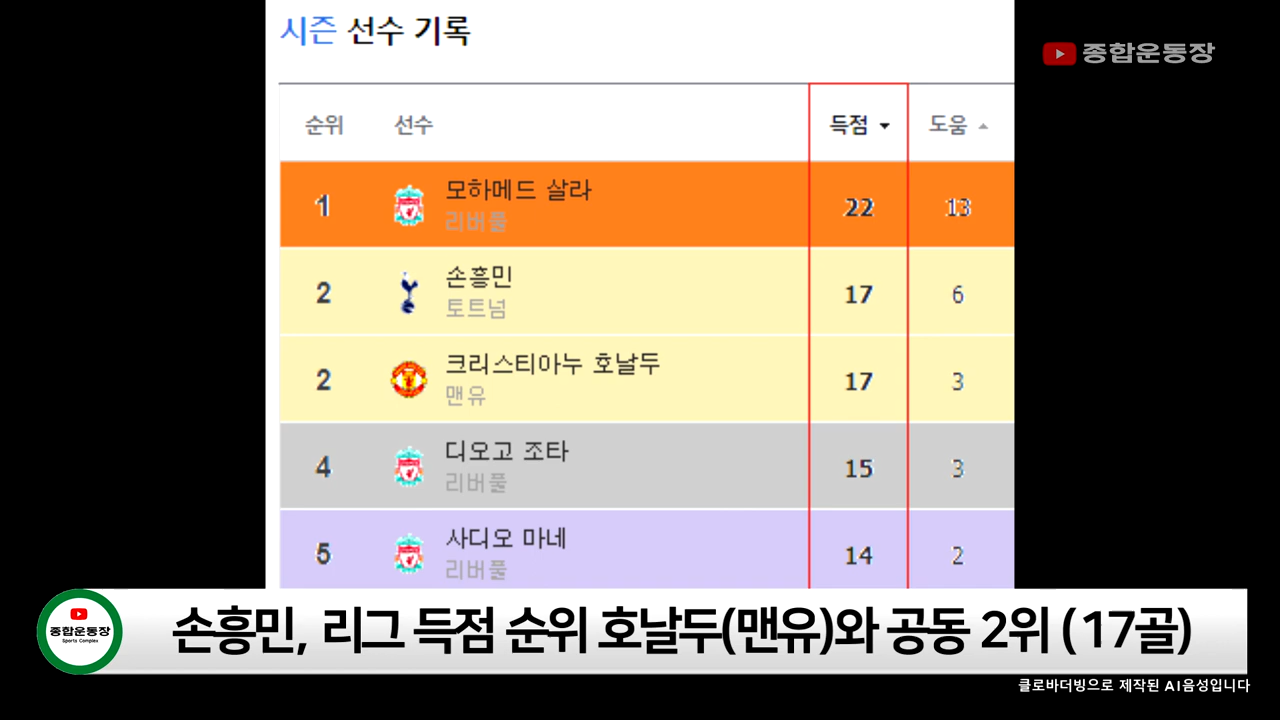 시즌 선수 기록
종합운동장
순위 선수 득점 도움
1 모하메드 살라 22 13
리버풀
2 손흥민 17 6
토트넘
2 크리스티아누 호날두 17 3
맨유
4 디오고 조타 15 3
리버풀
5 사디오 마네 14 2
리버풀
종합운동장
Sports Complex
손흥민, 리그 득점 순위 호날두(맨유)와 공동 2위 (17골)
클로바더빙으로 제작된 AI음성입니다